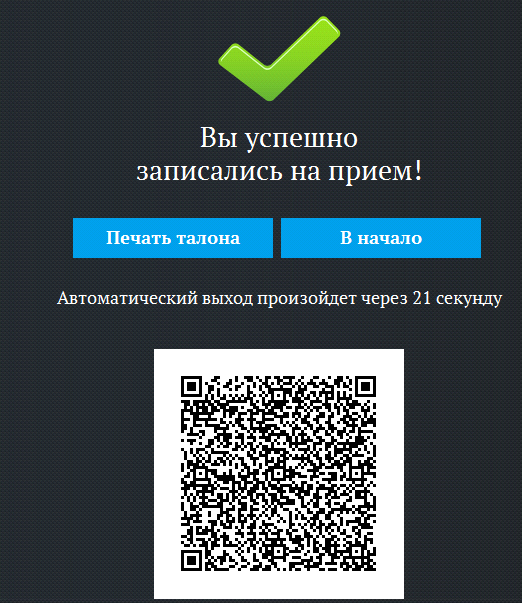 Вы успешно
записались на прием!
Печать талона
В начало
Автоматический выход произойдет через 21 секунду